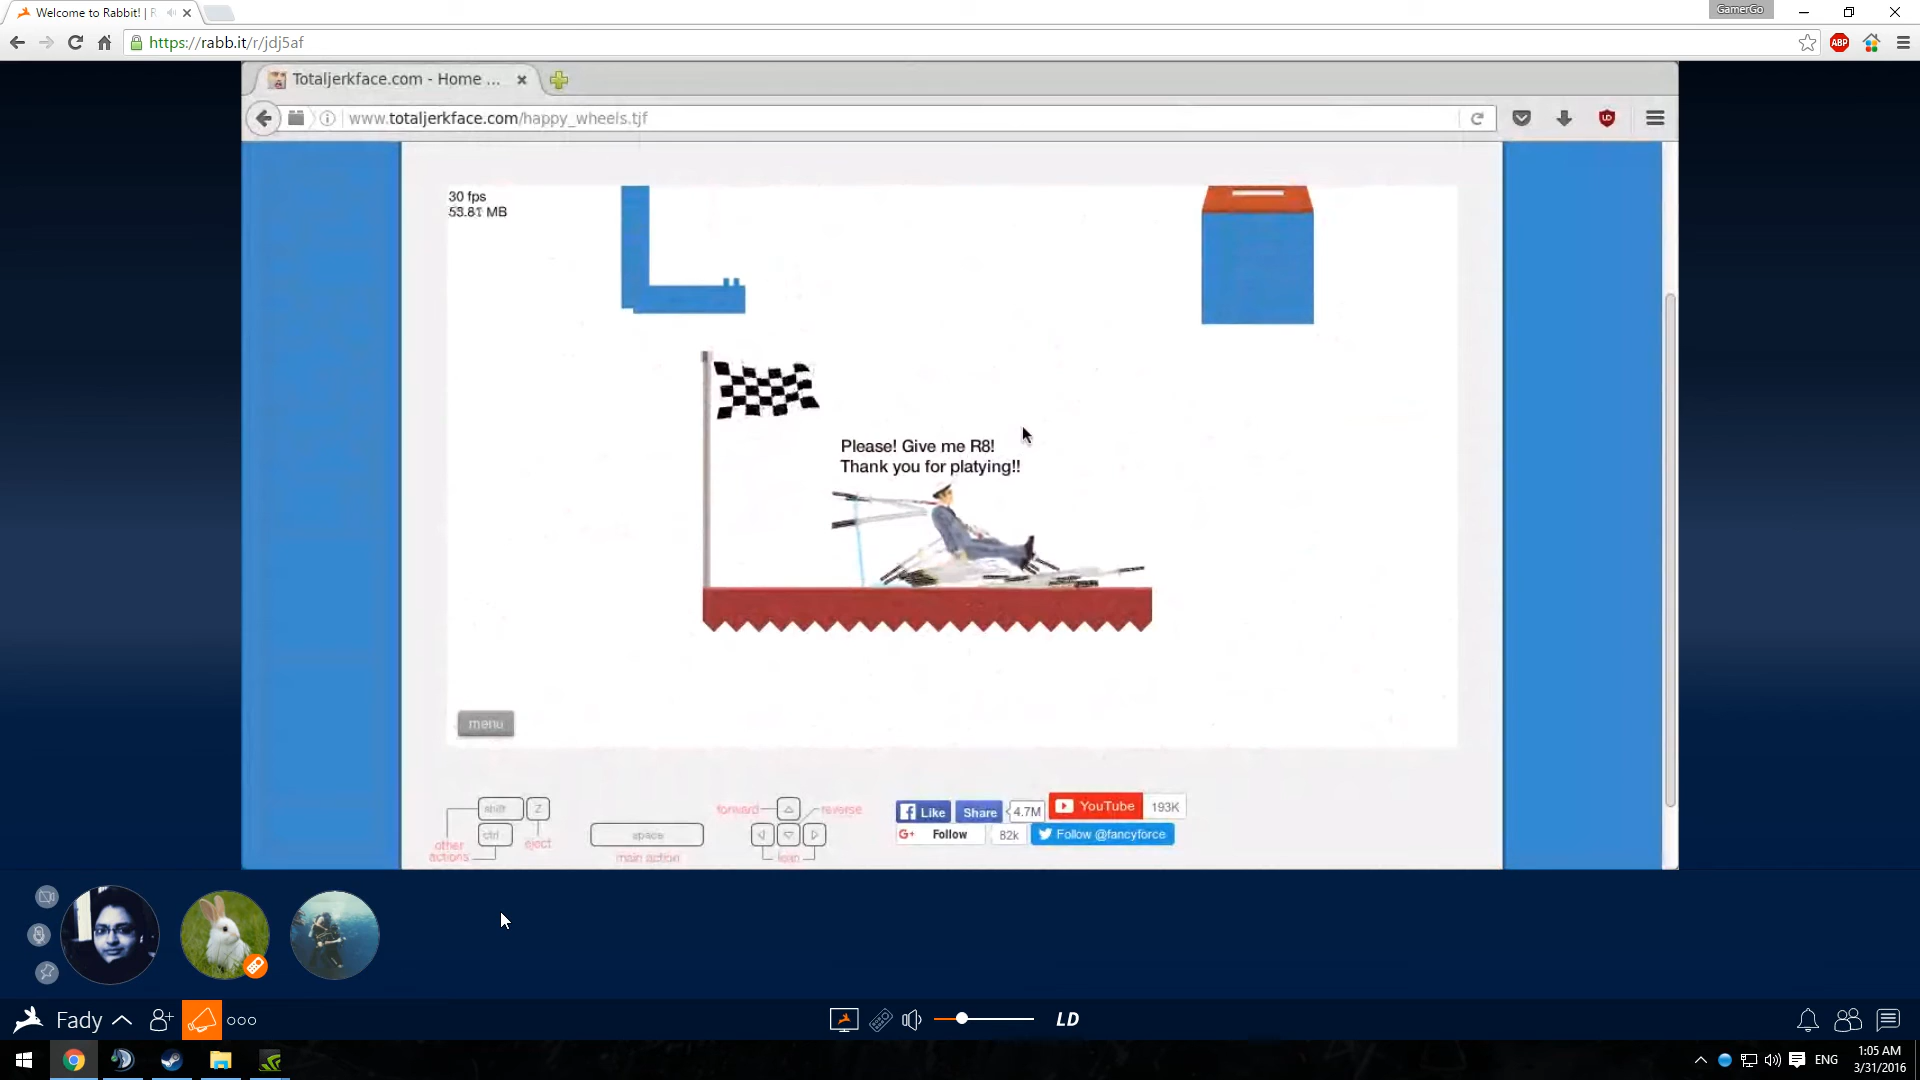 Welcome to Rabbit! | R
GamerGo
https://rabb.it/r/jdj5af
ABP
Totaljerkface.com - Home ...
www.totaljerkface.com/happy_wheels.tjf
30 fps
53.81 MB
Please! Give me R8!
Thank you for platying!!
menu
shift
Z
ctrl
other
actions
eject
space
main action
forward
reverse
lean
Like
Share
4.7M
YouTube
193K
G+ Follow
82k
Follow @fancyforce
Fady
LD
ENG
1:05 AM
3/31/2016